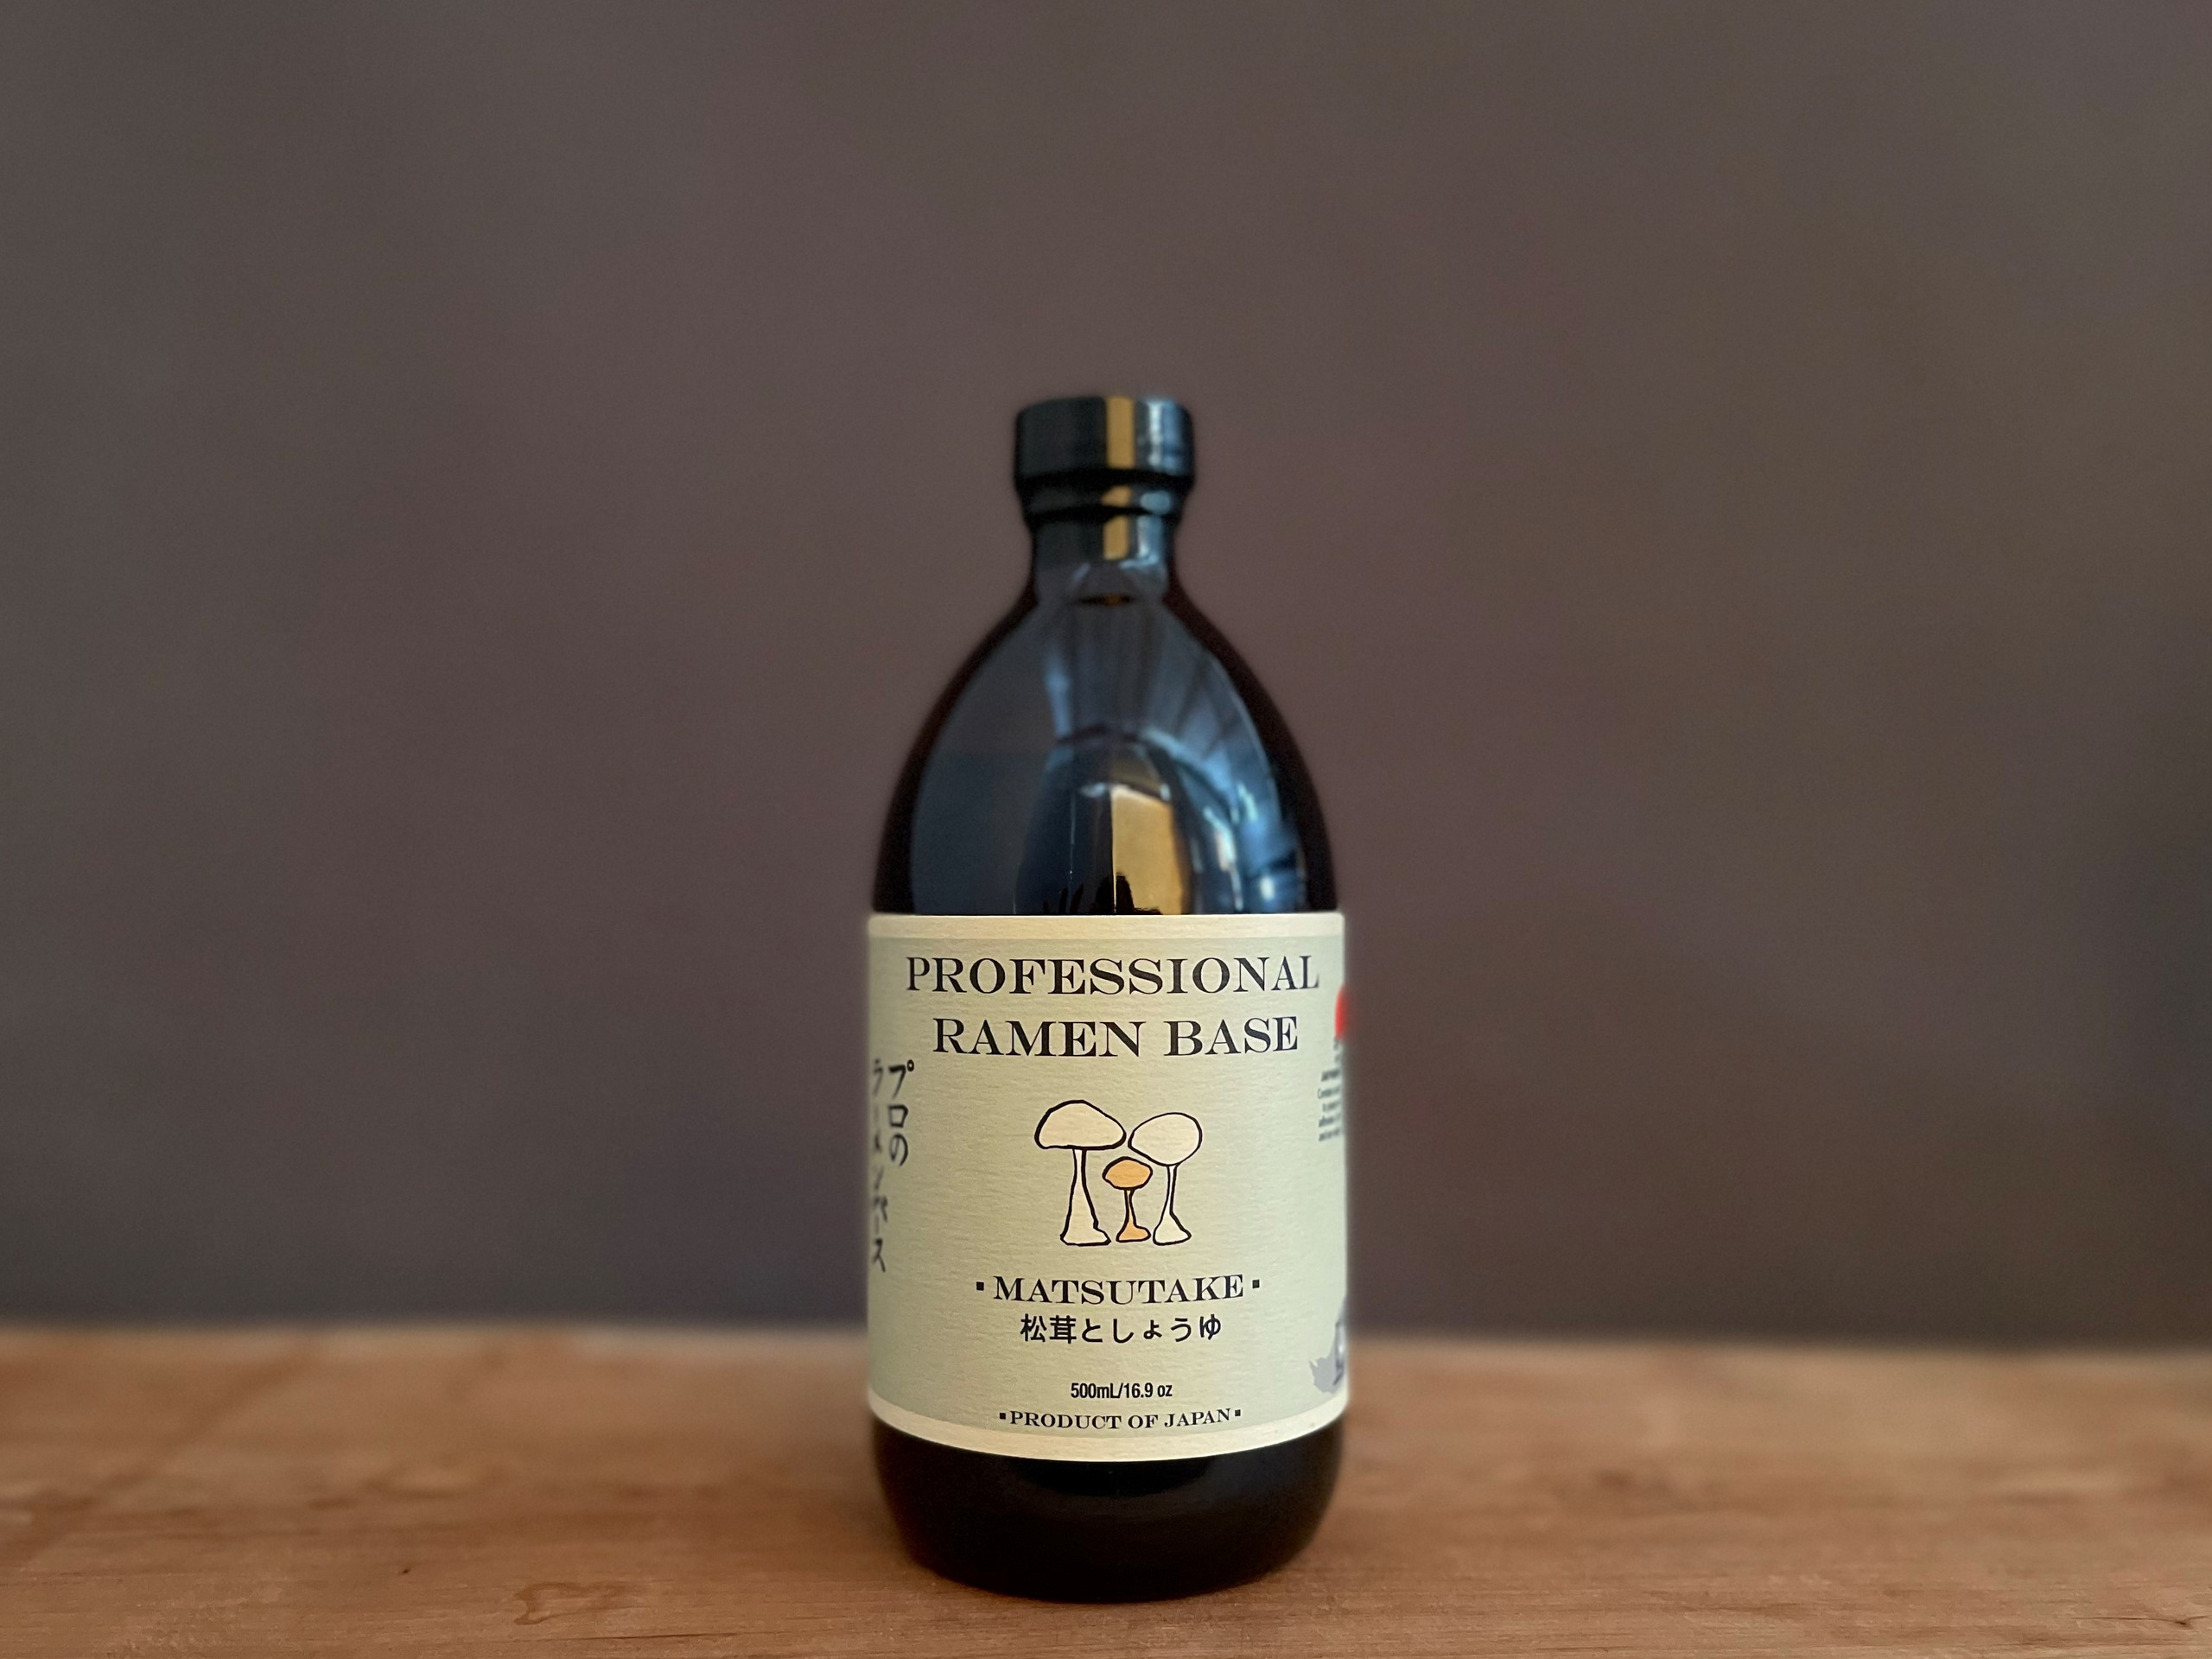 PROFESSIONAL
RAMEN BASE
プロの
ラーメンベース
▪MATSUTAKE▪
松茸としょうゆ
500mL/16.9 oz
▪PRODUCT OF JAPAN▪